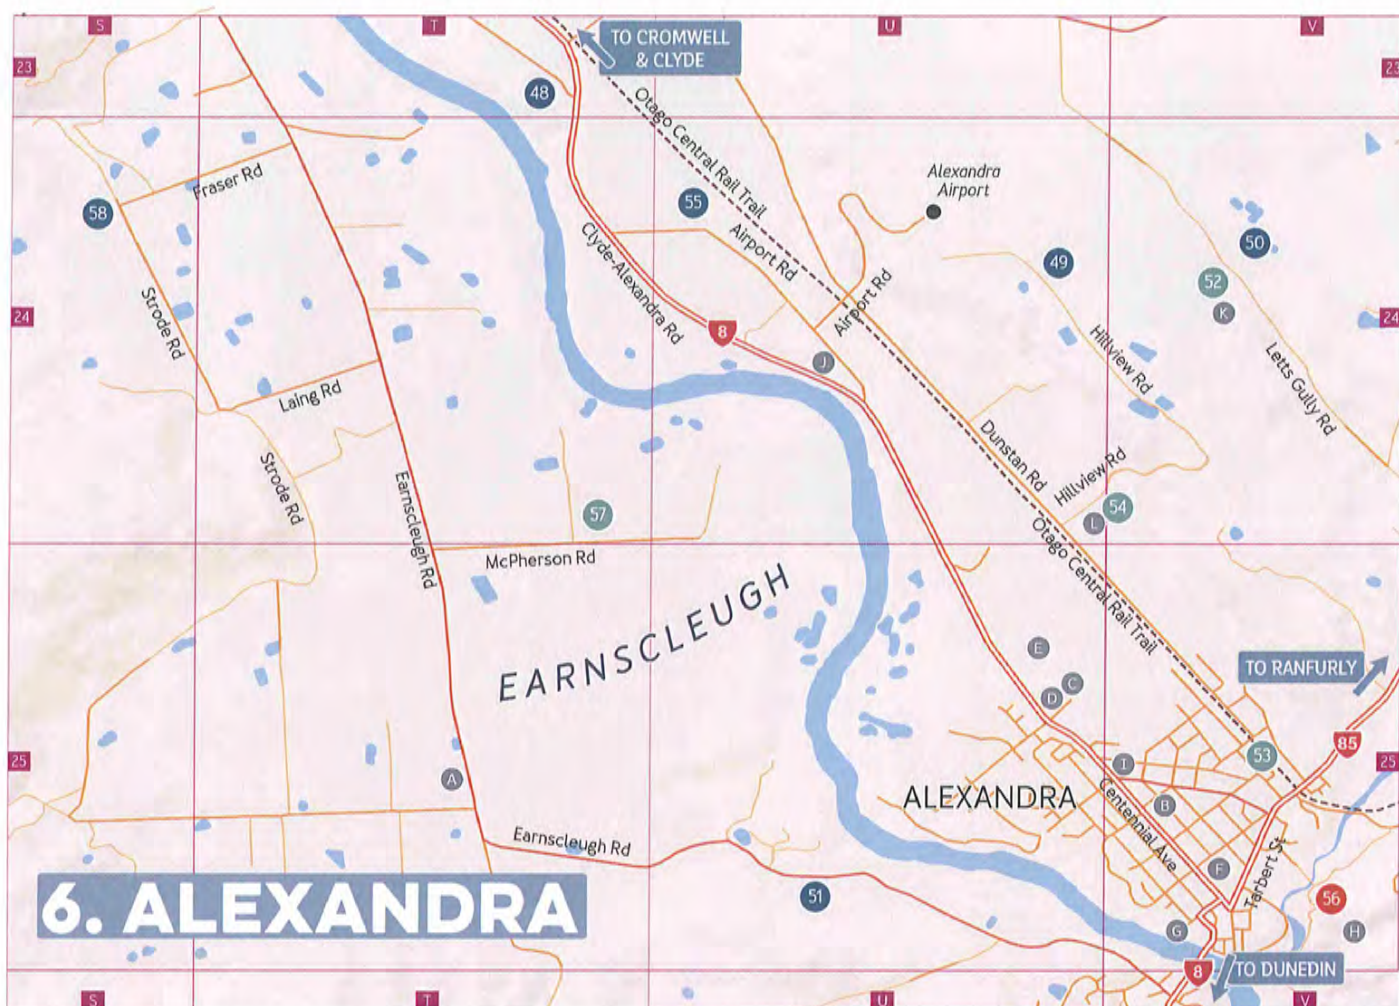 S
T
U
V
23
TO CROMWELL
& CLYDE
23
48
Otago Central Rail Trail
Alexandra
Airport
Fraser Rd
55
58
Airport Rd
50
49
52
Clyde-Alexandra Rd
Airport Rd
K
24
24
Strode Rd
8
J
Hillview Rd
Letts Gully Rd
Laing Rd
Dunstan Rd
Strode Rd
Earnscleugh Rd
Hillview Rd
57
54
L
Otago Central Rail Trail
McPherson Rd
EARNSCLEUGH
E
TO RANFURLY
C
D
85
53
25
25
I
A
ALEXANDRA
B
Centennial Ave
Earnscleugh Rd
F
Tarbert St
6. ALEXANDRA
51
56
G
H
8
TO DUNEDIN
S
T
U
V